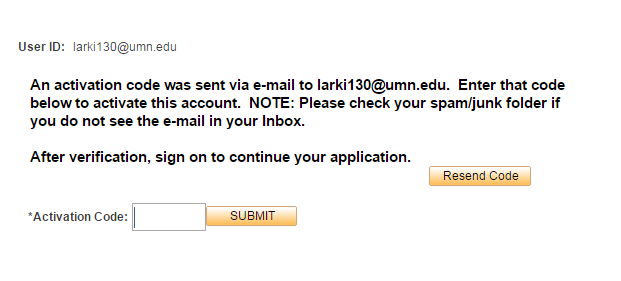 User ID: larki130@umn.edu
An activation code was sent via e-mail to larki130@umn.edu.  Enter that code
below to activate this account.  NOTE: Please check your spam/junk folder if
you do not see the e-mail in your Inbox.
After verification, sign on to continue your application.
Resend Code
*Activation Code: SUBMIT